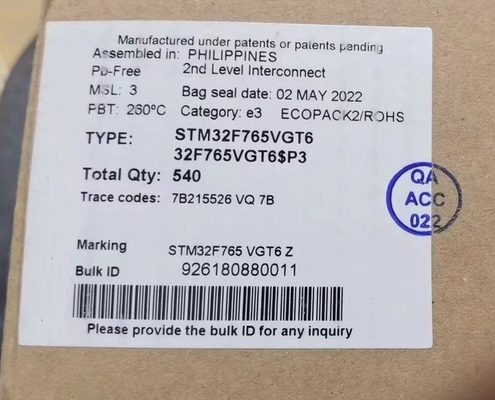 Manufactured under patents or patents pending
Assembled in: PHILIPPINES
Pb-Free 2nd Level Interconnect
MSL: 3 Bag seal date: 02 MAY 2022
PBT: 260ºC Category: e3 ECOPACK2/ROHS
TYPE: STM32F765VGT6
32F765VGT6$P3
Total Qty: 540
Trace codes: 7B215526 VQ 7B
QA
ACC
022
Marking STM32F765 VGT6 Z
Bulk ID 926180880011
Please provide the bulk ID for any inquiry